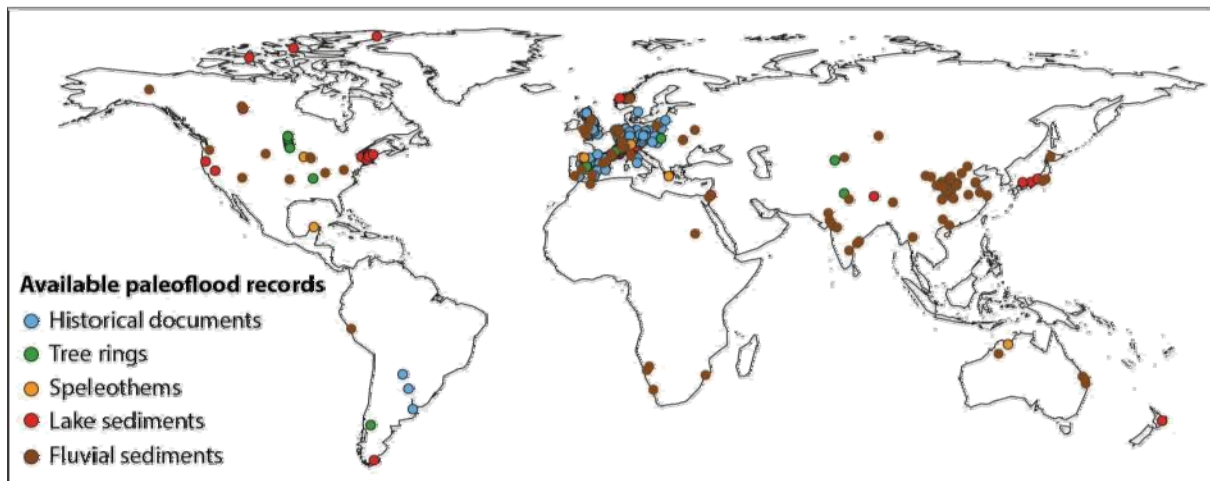 Available paleoflood records
Historical documents
Tree rings
Speleothems
Lake sediments
Fluvial sediments